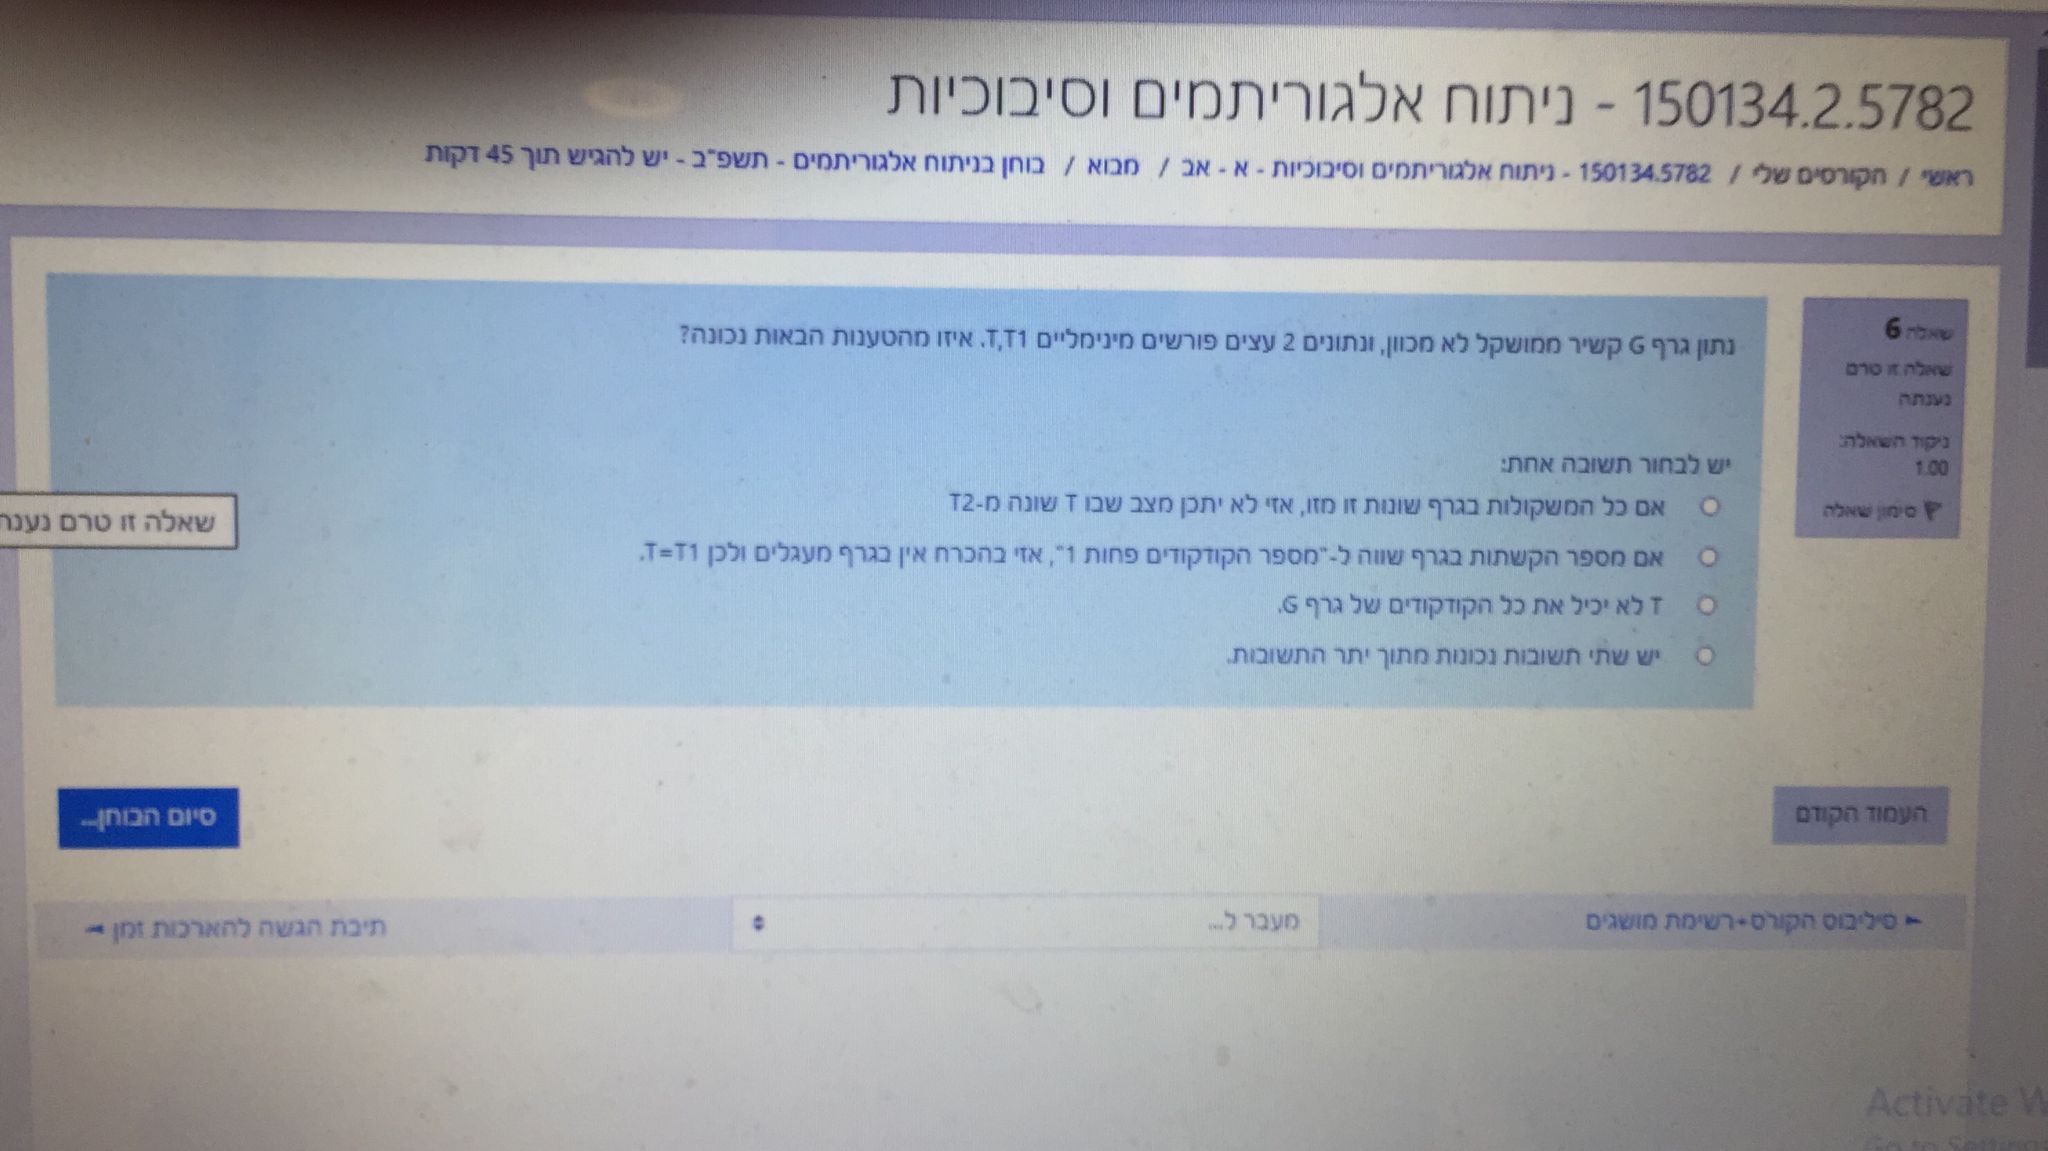 150134.2.5782 - ניתוח אלגוריתמים וסיבוכיות
ראשי / הקורסים שלי / 150134.5782 - ניתוח אלגוריתמים וסיבוכיות - א - אב / מבוא / בוחן בניתוח אלגוריתמים - תשפ"ב - יש להגיש תוך 45 דקות
שאלה 6
שאלה זו טרם
נענתה
ניקוד השאלה:
1.00
סימון שאלה
נתון גרף G קשיר ממושקל לא מכוון, ונתונים 2 עצים פורשים מינימליים T,T1. איזו מהטענות הבאות נכונה?
יש לבחור תשובה אחת:
אם כל המשקולות בגרף שונות זו מזו, אזי לא יתכן מצב שבו T שונה מ-T2
אם מספר הקשתות בגרף שווה ל-"מספר הקודקודים פחות 1", אזי בהכרח אין בגרף מעגלים ולכן T=T1.
T לא יכיל את כל הקודקודים של גרף G.
יש שתי תשובות נכונות מתוך יתר התשובות.
שאלה זו טרם נענ
העמוד הקודם
סיום הבוחן...
סיליבוס הקורס+רשימת מושגים
מעבר ל...
תיבת הגשה להארכות זמן
Activate W
Go to Setting